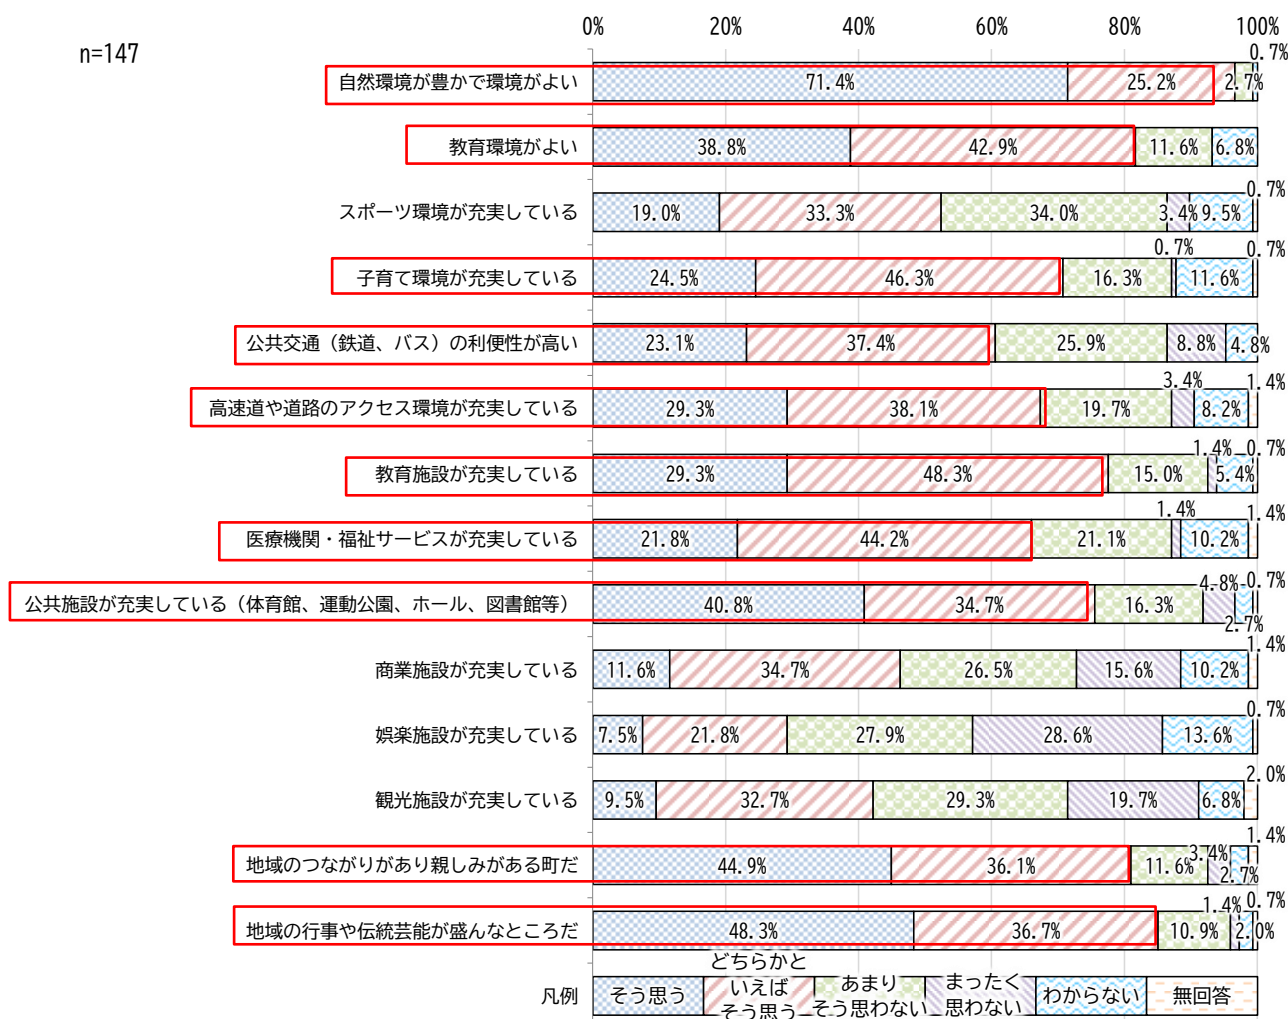 0% 20% 40% 60% 80% 100%
n=147
0.7%
自然環境が豊かで環境がよい 71.4% 25.2% 2.7%
教育環境がよい 38.8% 42.9% 11.6% 6.8%
0.7%
スポーツ環境が充実している 19.0% 33.3% 34.0% 3.4% 9.5%
0.7% 0.7%
子育て環境が充実している 24.5% 46.3% 16.3% 11.6%
公共交通（鉄道、バス）の利便性が高い 23.1% 37.4% 25.9% 8.8% 4.8%
3.4% 1.4%
高速道や道路のアクセス環境が充実している 29.3% 38.1% 19.7% 8.2%
1.4% 0.7%
教育施設が充実している 29.3% 48.3% 15.0% 5.4%
1.4% 1.4%
医療機関・福祉サービスが充実している 21.8% 44.2% 21.1% 10.2%
4.8% 0.7%
公共施設が充実している（体育館、運動公園、ホール、図書館等） 40.8% 34.7% 16.3%
2.7%
1.4%
商業施設が充実している 11.6% 34.7% 26.5% 15.6% 10.2%
0.7%
娯楽施設が充実している 7.5% 21.8% 27.9% 28.6% 13.6%
2.0%
観光施設が充実している 9.5% 32.7% 29.3% 19.7% 6.8%
1.4%
地域のつながりがあり親しみがある町だ 44.9% 36.1% 11.6% 3.4% 2.7%
1.4% 0.7%
地域の行事や伝統芸能が盛んなところだ 48.3% 36.7% 10.9% 2.0%
凡例 そう思う
どちらかと
いえば
そう思う
あまり
そう思わない
まったく
思わない
わからない
無回答